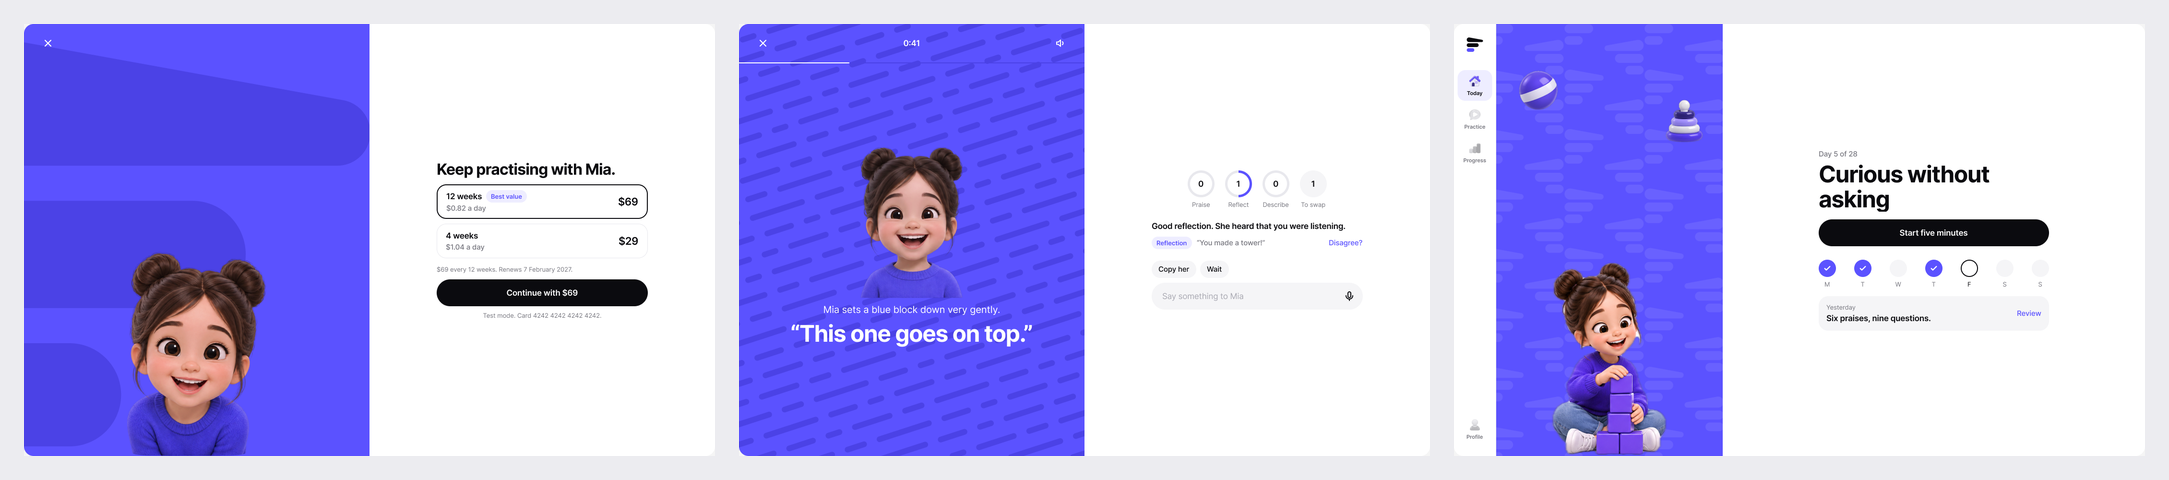 Keep practising with Mia.
12 weeks Best value
$0.82 a day
$69
4 weeks
$1.04 a day
$29
$69 every 12 weeks. Renews 7 February 2027.
Continue with $69
Test mode. Card 4242 4242 4242 4242.
0:41
Mia sets a blue block down very gently.
“This one goes on top.”
0 1 0 1
Praise Reflect Describe To swap
Good reflection. She heard that you were listening.
Reflection "You made a tower!" Disagree?
Copy her Wait
Say something to Mia
Today
Practice
Progress
Profile
Day 5 of 28
Curious without
asking
Start five minutes
M T W T F S S
Yesterday
Six praises, nine questions.
Review